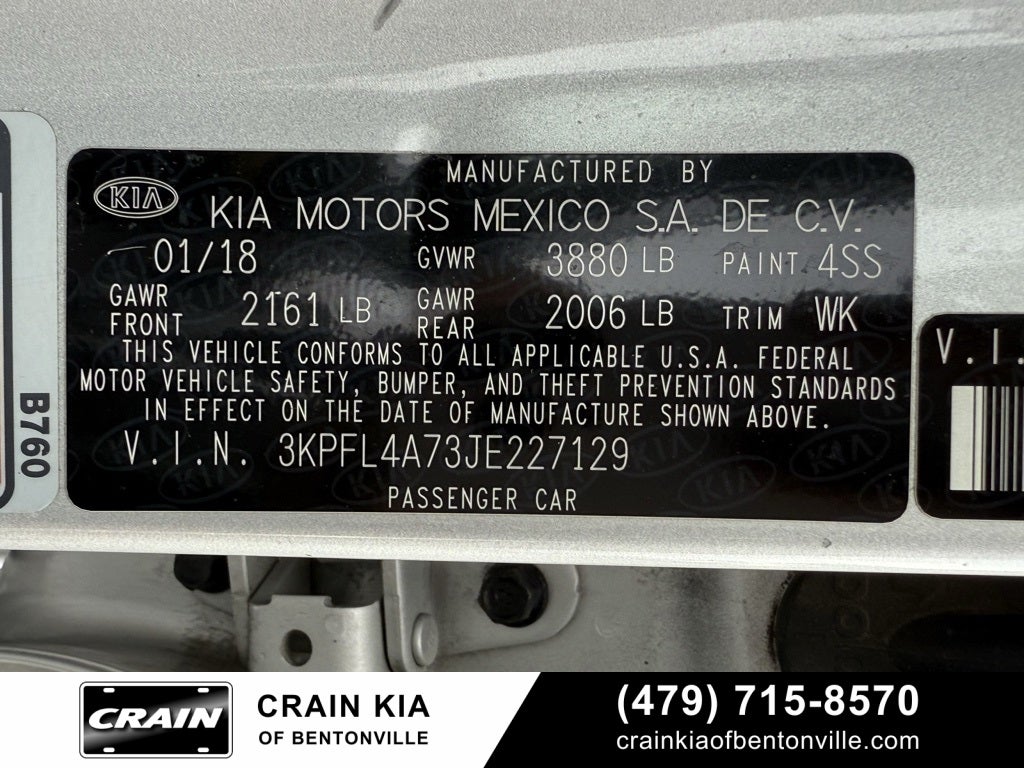 MANUFACTURED BY
KIA KIA MOTORS MEXICO S.A. DE C.V.
01/18 GVWR 3880 LB PAINT 4SS
GAWR FRONT 2161 LB GAWR REAR 2006 LB TRIM WK
THIS VEHICLE CONFORMS TO ALL APPLICABLE U.S.A. FEDERAL
MOTOR VEHICLE SAFETY, BUMPER, AND THEFT PREVENTION STANDARDS
IN EFFECT ON THE DATE OF MANUFACTURE SHOWN ABOVE.
V.I.N. 3KPFL4A73JE227129
PASSENGER CAR
B760
V.I.
CRAIN
CRAIN KIA
OF BENTONVILLE
(479) 715-8570
crainkiaofbentonville.com